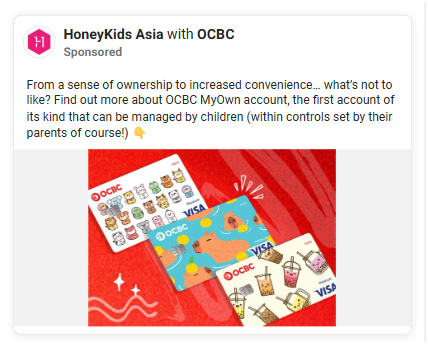 HoneyKids Asia with OCBC
Sponsored
From a sense of ownership to increased convenience... what's not to
like? Find out more about OCBC MyOwn account, the first account of
its kind that can be managed by children (within controls set by their
parents of course!) 👇
OCBC
VISA
OCBC
VISA
OCBC
VISA